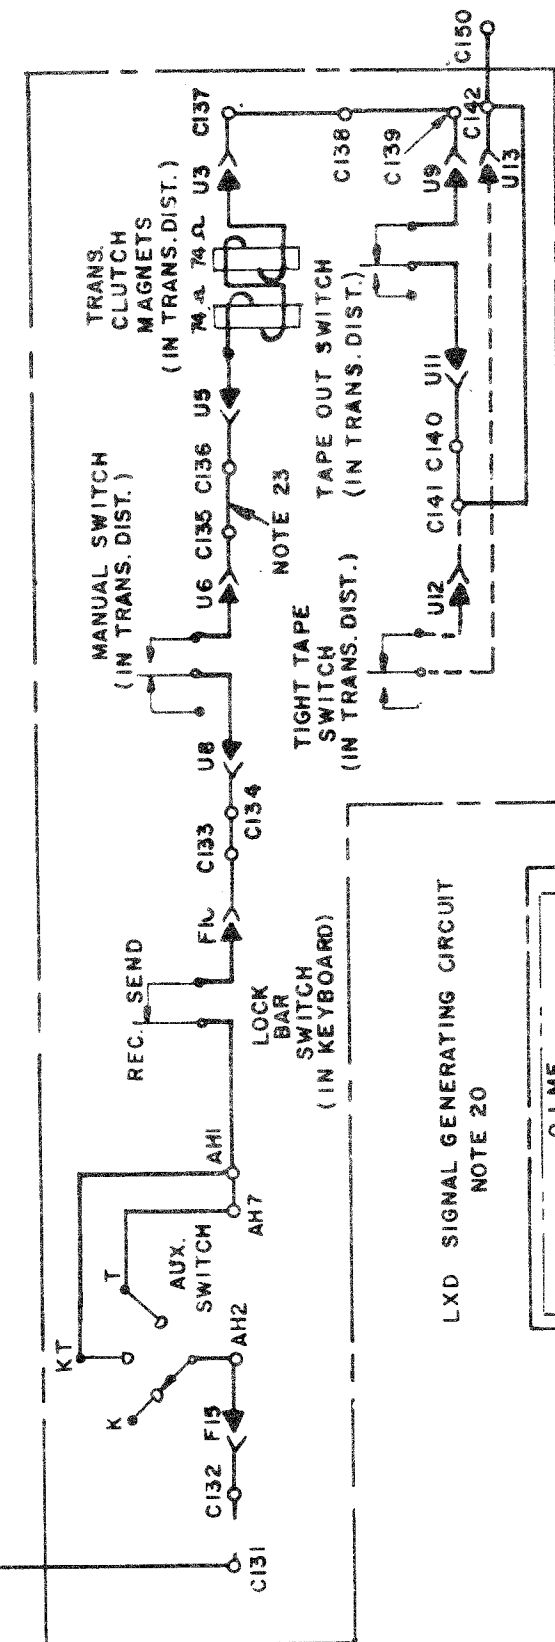 C131
C132
F15
K
KT
T
AUX.
SWITCH
AH2
AH7
AH1
REC. SEND
LOCK
BAR
SWITCH
(IN KEYBOARD)
C133
C134
U8
MANUAL SWITCH
(IN TRANS. DIST.)
U6
C135
C136
NOTE 23
U5
TRANS.
CLUTCH
MAGNETS
(IN TRANS. DIST.)
74 Ω
74 Ω
U3
C137
C138
C139
C142
C150
U9
U13
TAPE OUT SWITCH
(IN TRANS. DIST.)
U11
C140
C141
U12
TIGHT TAPE
SWITCH
(IN TRANS. DIST.)
LXD SIGNAL GENERATING CIRCUIT
NOTE 20